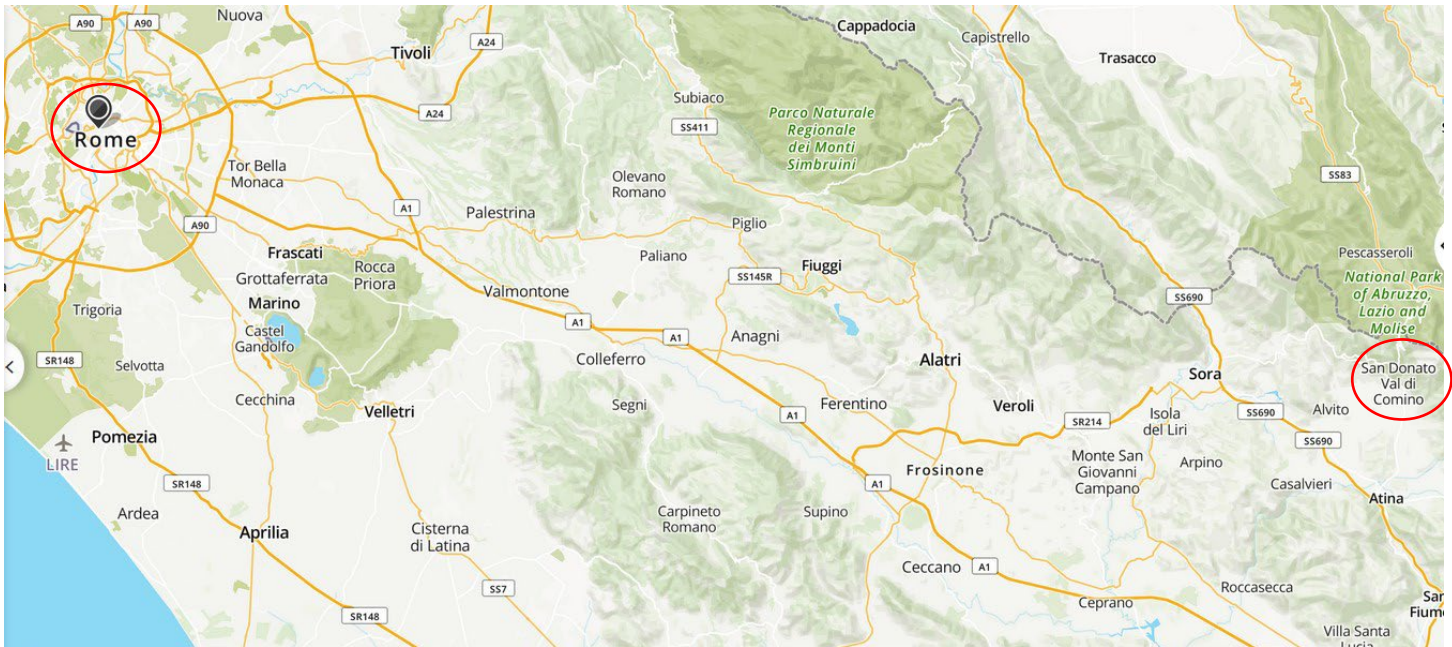 Nuova
A90
A90
Cappadocia
Capistrello
Tivoli
A24
Trasacco
Subiaco
A24
SS411
Parco Naturale
Regionale
dei Monti
Simbruini
Rome
Tor Bella
Monaca
Olevano
Romano
SS83
A1
Palestrina
A90
Piglio
Frascati
Paliano
Fiuggi
Pescasseroli
Grottaferrata
Rocca
Priora
SS145R
National Park
of Abruzzo,
Lazio and
Molise
Valmontone
SS690
Marino
Trigoria
A1
Castel
Gandolfo
A1
Anagni
SR148
Selvotta
Colleferro
Alatri
Sora
San Donato
Val di
Comino
Cecchina
Velletri
Segni
A1
Ferentino
Veroli
SR214
Isola
del Liri
SS690
Alvito
Pomezia
SS690
LIRE
Frosinone
Monte San
Giovanni
Campano
Arpino
SR148
A1
Casalvieri
Atina
Ardea
Carpineto
Romano
Supino
Aprilia
Cisterna
di Latina
Ceccano
A1
SS7
Roccasecca
Ceprano
SR148
Fium
Villa Santa
Lucia